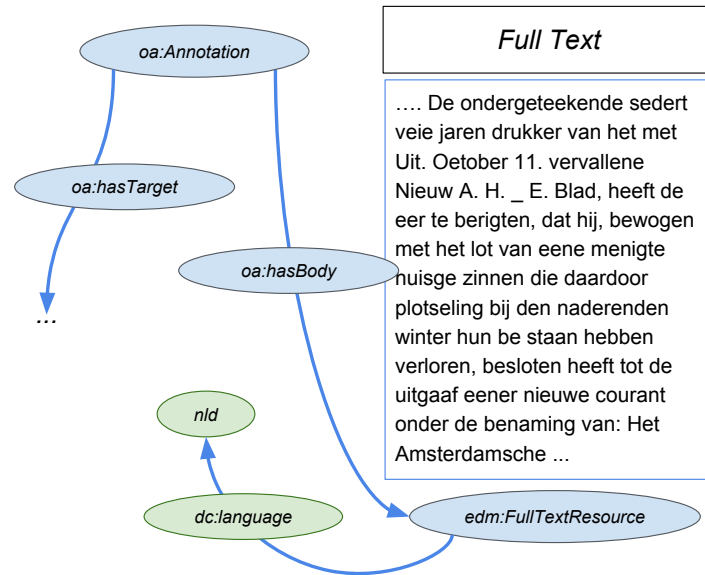 oa:Annotation
Full Text
oa:hasTarget
...
oa:hasBody
.... De ondergeteekende sedert
veie jaren drukker van het met
Uit. Oetober 11. vervallene
Nieuw A. H. _ E. Blad, heeft de
eer te berigten, dat hij, bewogen
met het lot van eene menigte
huisge zinnen die daardoor
plotseling bij den naderenden
winter hun be staan hebben
verloren, besloten heeft tot de
uitgaaf eener nieuwe courant
onder de benaming van: Het
Amsterdamsche ...
nld
dc:language
edm:FullTextResource